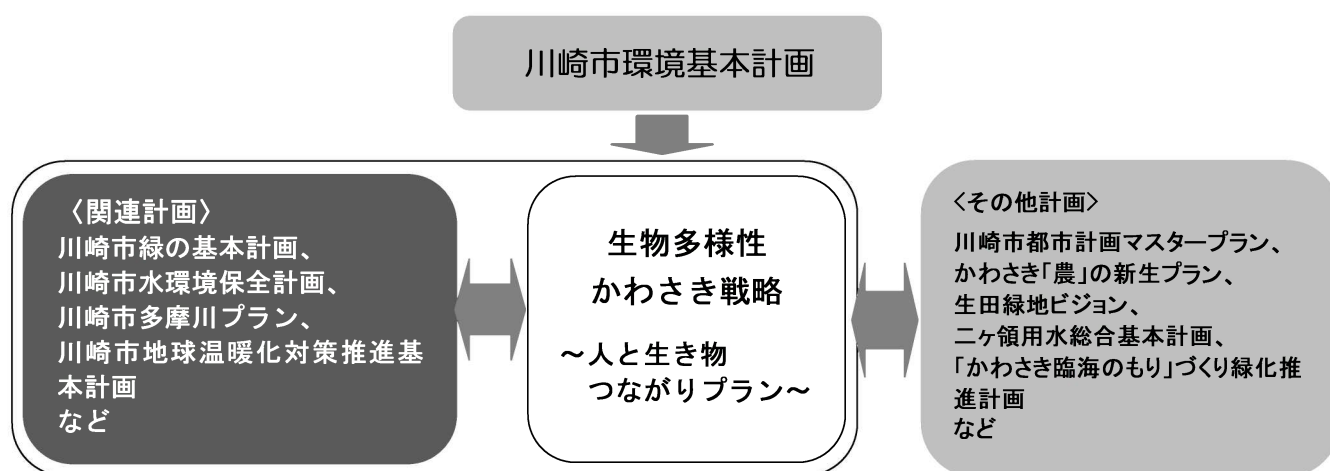 川崎市環境基本計画
〈関連計画〉
川崎市緑の基本計画、
川崎市水環境保全計画、
川崎市多摩川プラン、
川崎市地球温暖化対策推進基
本計画
など
生物多様性
かわさき戦略
～人と生き物
つながりプラン～
<その他計画>
川崎市都市計画マスタープラン、
かわさき「農」の新生プラン、
生田緑地ビジョン、
二ヶ領用水総合基本計画、
「かわさき臨海のもり」づくり緑化推
進計画
など